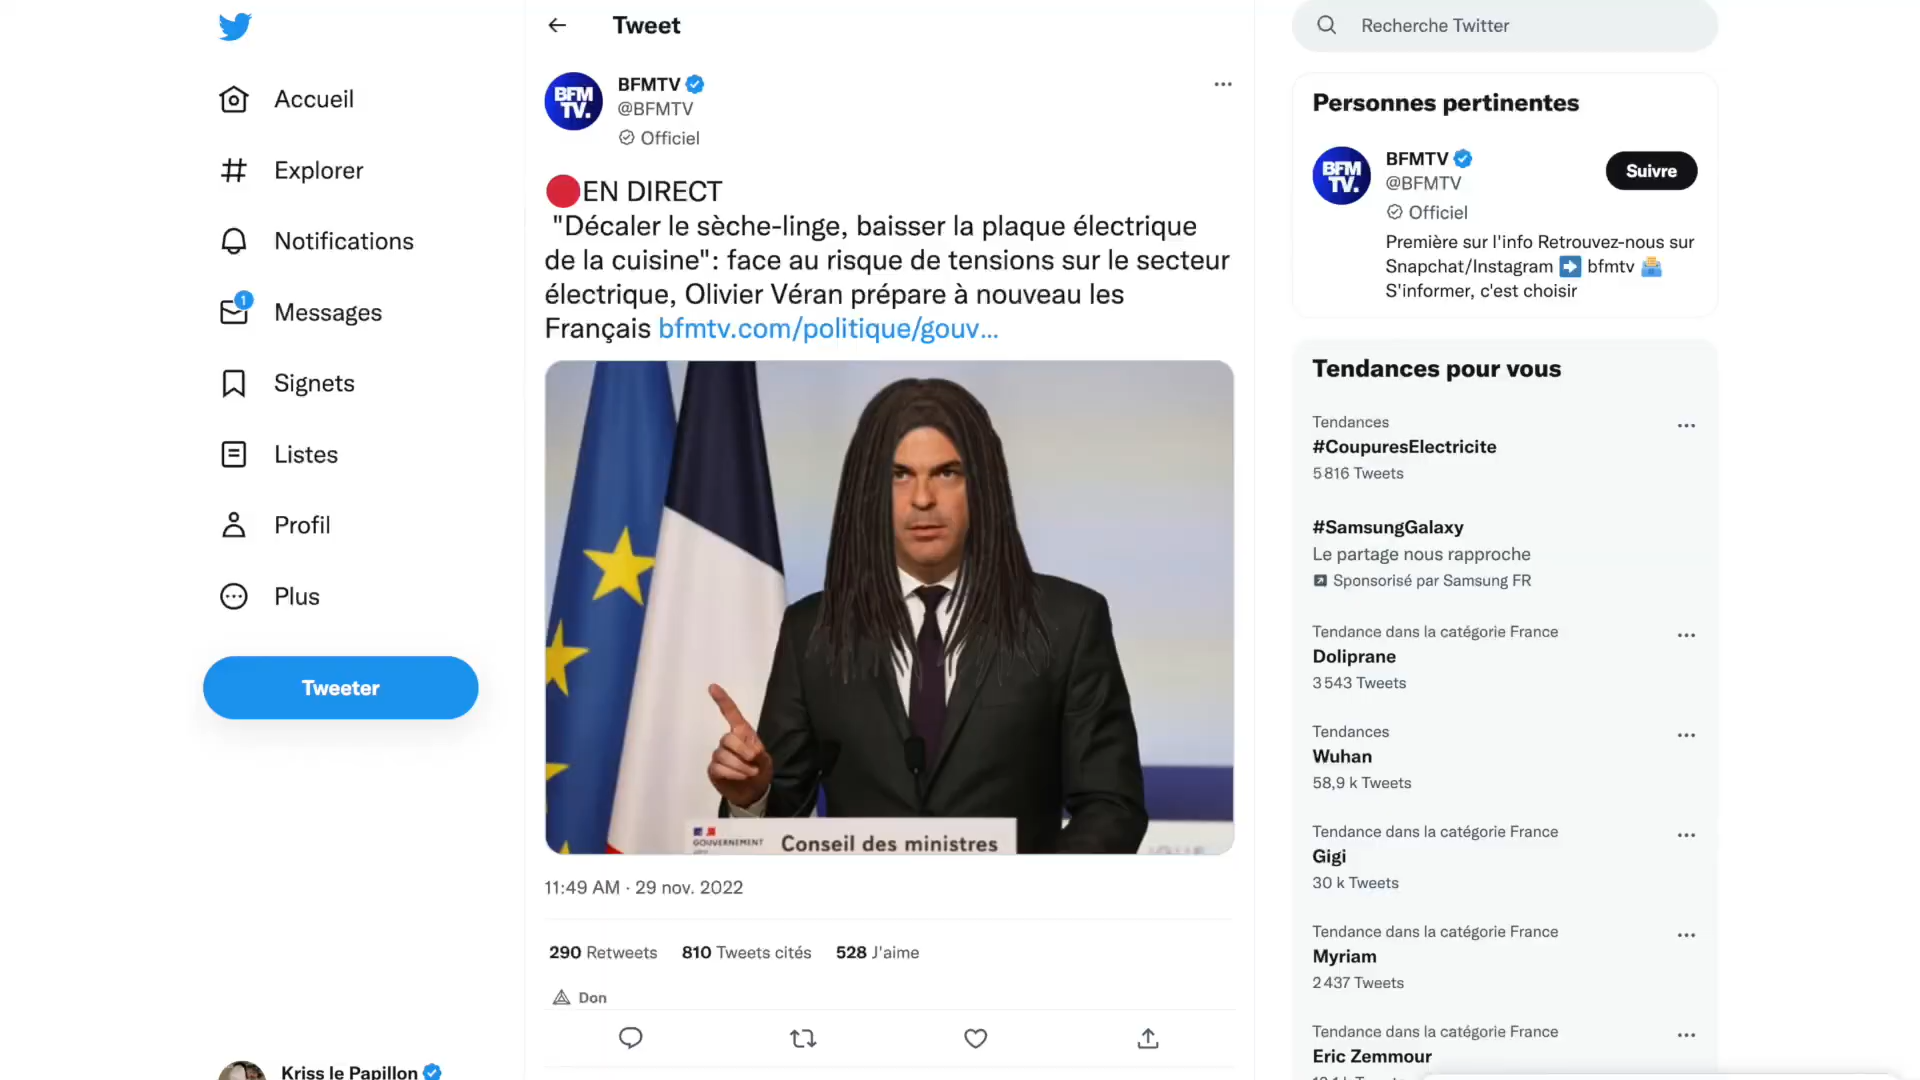 Accueil
Explorer
Notifications
1
Messages
Signets
Listes
Profil
Plus
Tweeter
Kriss le Papillon
Tweet
BFM
TV.
BFMTV
@BFMTV
Officiel
EN DIRECT
"Décaler le sèche-linge, baisser la plaque électrique
de la cuisine": face au risque de tensions sur le secteur
électrique, Olivier Véran prépare à nouveau les
Français bfmtv.com/politique/gouv...
GOUVERNEMENT
Conseil des ministres
11:49 AM · 29 nov. 2022
290 Retweets 810 Tweets cités 528 J'aime
Don
Recherche Twitter
Personnes pertinentes
BFM
TV.
BFMTV
@BFMTV
Officiel
Suivre
Première sur l'info Retrouvez-nous sur
Snapchat/Instagram ➡️ bfmtv
S'informer, c'est choisir
Tendances pour vous
Tendances
#CoupuresElectricite
5 816 Tweets
#SamsungGalaxy
Le partage nous rapproche
Sponsorisé par Samsung FR
Tendance dans la catégorie France
Doliprane
3 543 Tweets
Tendances
Wuhan
58,9 k Tweets
Tendance dans la catégorie France
Gigi
30 k Tweets
Tendance dans la catégorie France
Myriam
2 437 Tweets
Tendance dans la catégorie France
Eric Zemmour